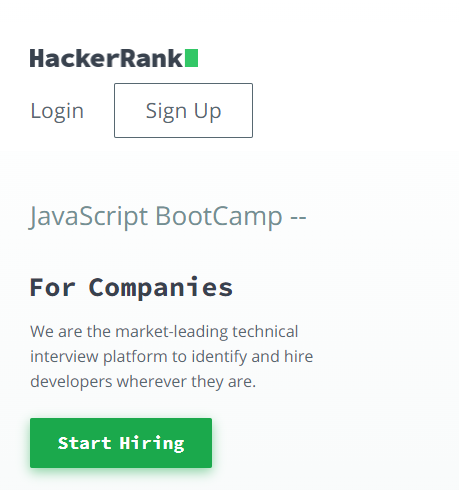 HackerRank
Login Sign Up
JavaScript BootCamp --
For Companies
We are the market-leading technical
interview platform to identify and hire
developers wherever they are.
Start Hiring